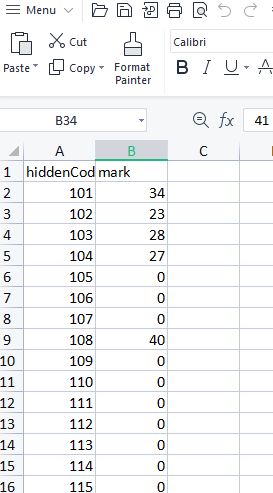 Menu
Cut
Paste Copy Format Painter
Calibri
B I U A
B34 fx 41
A B C
1 hiddenCod mark
2 101 34
3 102 23
4 103 28
5 104 27
6 105 0
7 106 0
8 107 0
9 108 40
10 109 0
11 110 0
12 111 0
13 112 0
14 113 0
15 114 0
16 115 0